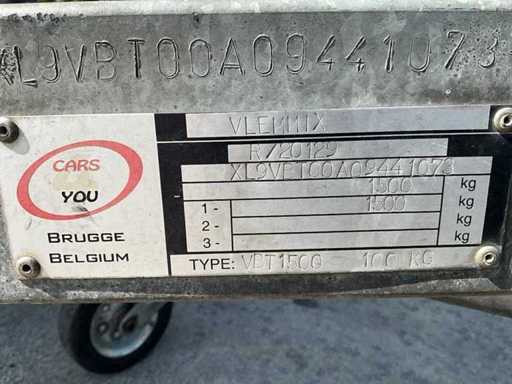 XL9VBT00A09441073
CARS
YOU
BRUGGE
BELGIUM
VLEMMIX
R/20129
XL9VBT00A09441073
1500 kg
1- 1500 kg
2- kg
3- kg
TYPE: VBT1500 - 100 KG